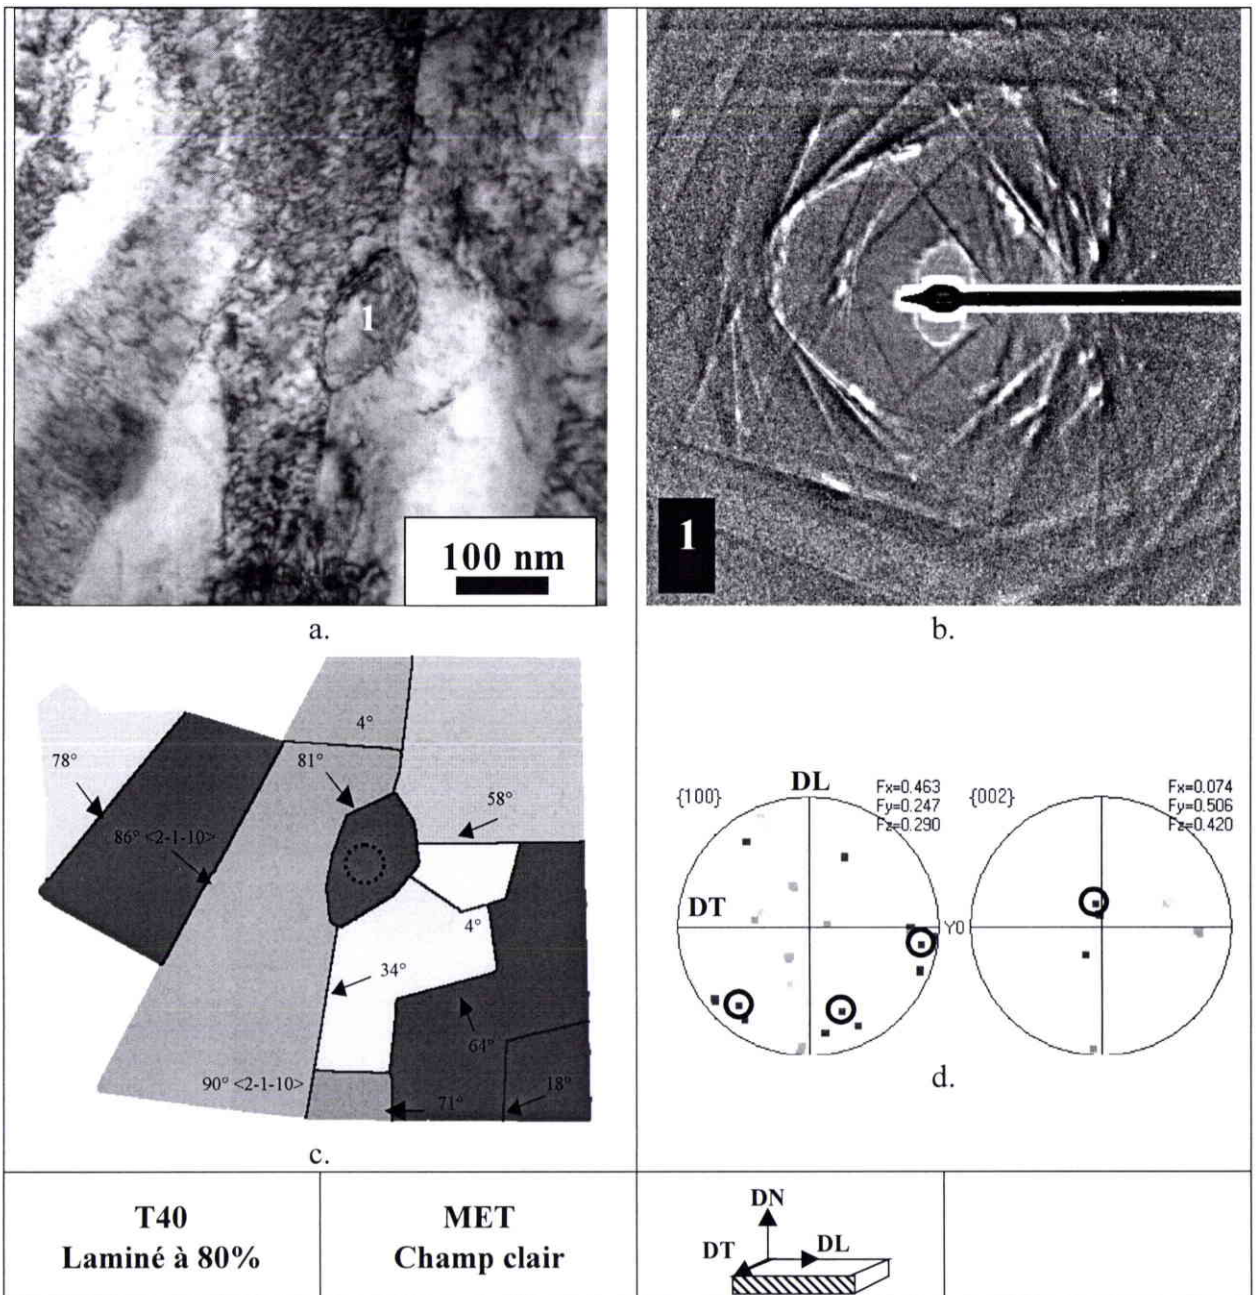 1
100 nm
a.
1
b.
4°
78°
81°
58°
86° <2-1-10>
4°
34°
64°
90° <2-1-10>
71°
18°
c.
{100}
DL
Fx=0.463
Fy=0.247
Fz=0.290
DT
Y0
{002}
Fx=0.074
Fy=0.506
Fz=0.420
d.
T40
Laminé à 80%
MET
Champ clair
DN
DT
DL